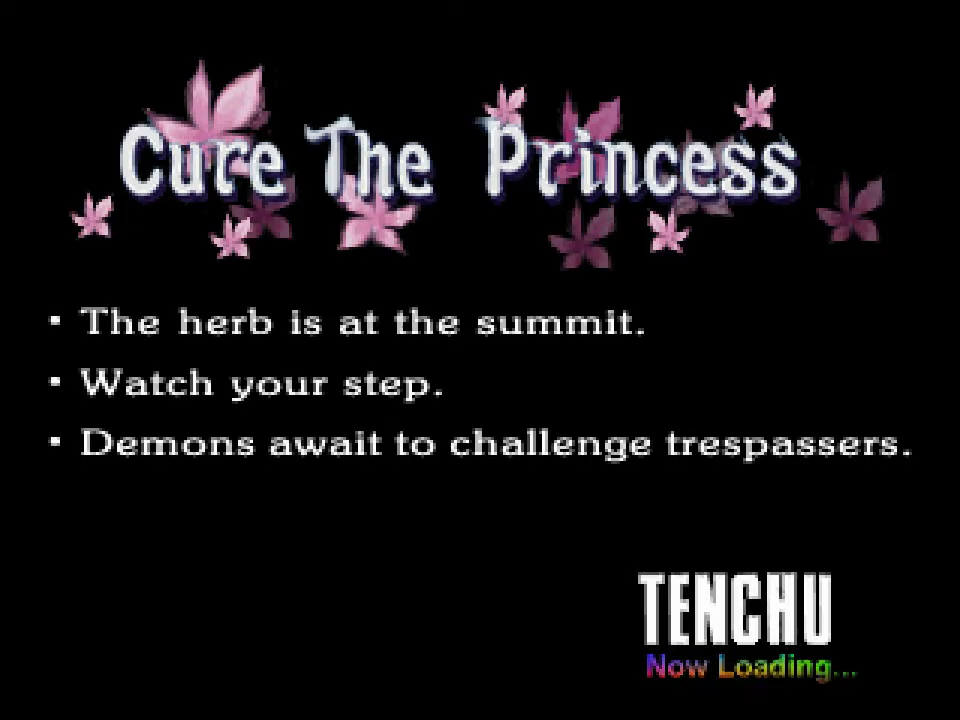 Cure The Princess
• The herb is at the summit.
• Watch your step.
• Demons await to challenge trespassers.
TENCHU
Now Loading...